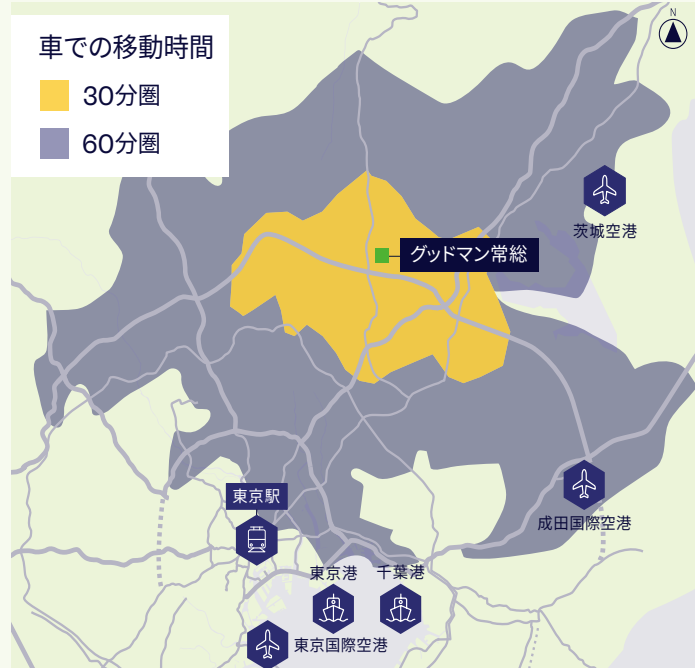 車での移動時間
30分圏
60分圏
N
茨城空港
グッドマン常総
東京駅
成田国際空港
東京港
千葉港
東京国際空港